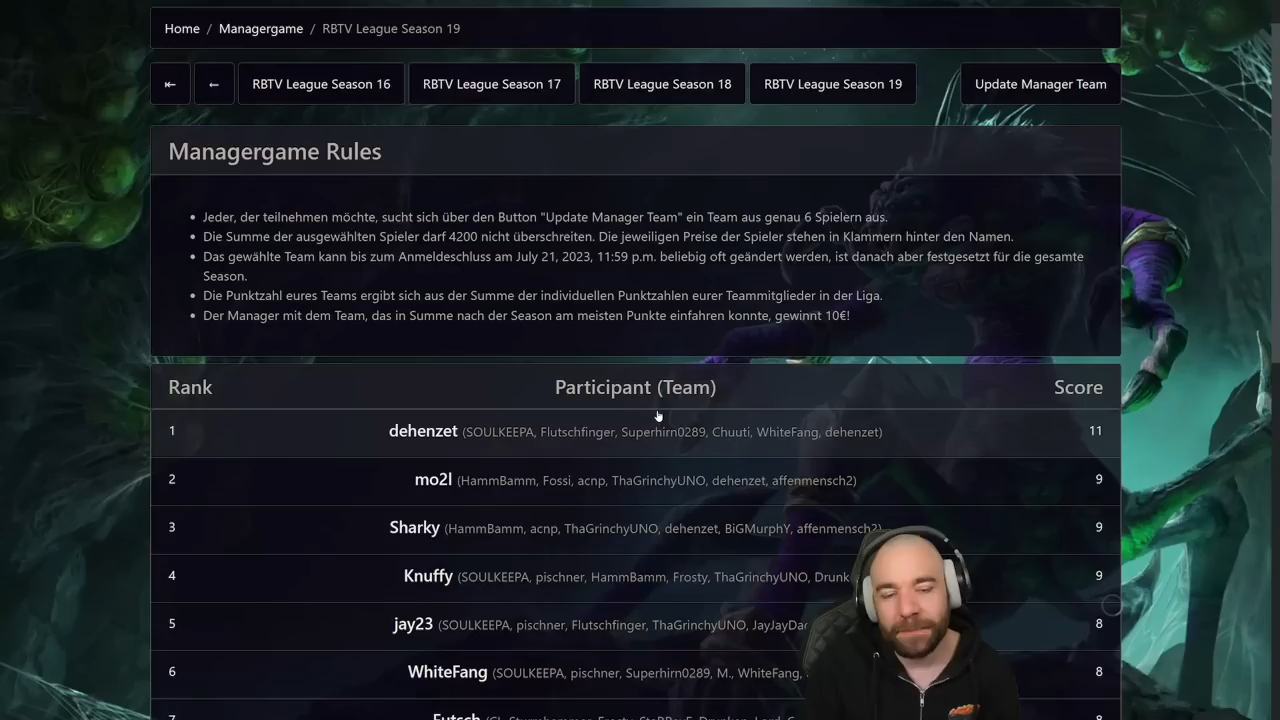 Home / Managergame / RBTV League Season 19
⇤ ← RBTV League Season 16 RBTV League Season 17 RBTV League Season 18 RBTV League Season 19 Update Manager Team
Managergame Rules
• Jeder, der teilnehmen möchte, sucht sich über den Button "Update Manager Team" ein Team aus genau 6 Spielern aus.
• Die Summe der ausgewählten Spieler darf 4200 nicht überschreiten. Die jeweiligen Preise der Spieler stehen in Klammern hinter den Namen.
• Das gewählte Team kann bis zum Anmeldeschluss am July 21, 2023, 11:59 p.m. beliebig oft geändert werden, ist danach aber festgesetzt für die gesamte
Season.
• Die Punktzahl eures Teams ergibt sich aus der Summe der individuellen Punktzahlen eurer Teammitglieder in der Liga.
• Der Manager mit dem Team, das in Summe nach der Season am meisten Punkte einfahren konnte, gewinnt 10€!
Rank Participant (Team) Score
1 dehenzet (SOULKEEPA, Flutschfinger, Superhirn0289, Chuuti, WhiteFang, dehenzet) 11
2 mo2l (HammBamm, Fossi, acnp, ThaGrinchyUNO, dehenzet, affenmensch2) 9
3 Sharky (HammBamm, acnp, ThaGrinchyUNO, dehenzet, BiGMurphY, affenmensch2) 9
4 Knuffy (SOULKEEPA, pischner, HammBamm, Frosty, ThaGrinchyUNO, Drunk 9
5 jay23 (SOULKEEPA, pischner, Flutschfinger, ThaGrinchyUNO, JayJayDa 8
6 WhiteFang (SOULKEEPA, pischner, Superhirn0289, M., WhiteFang, 8